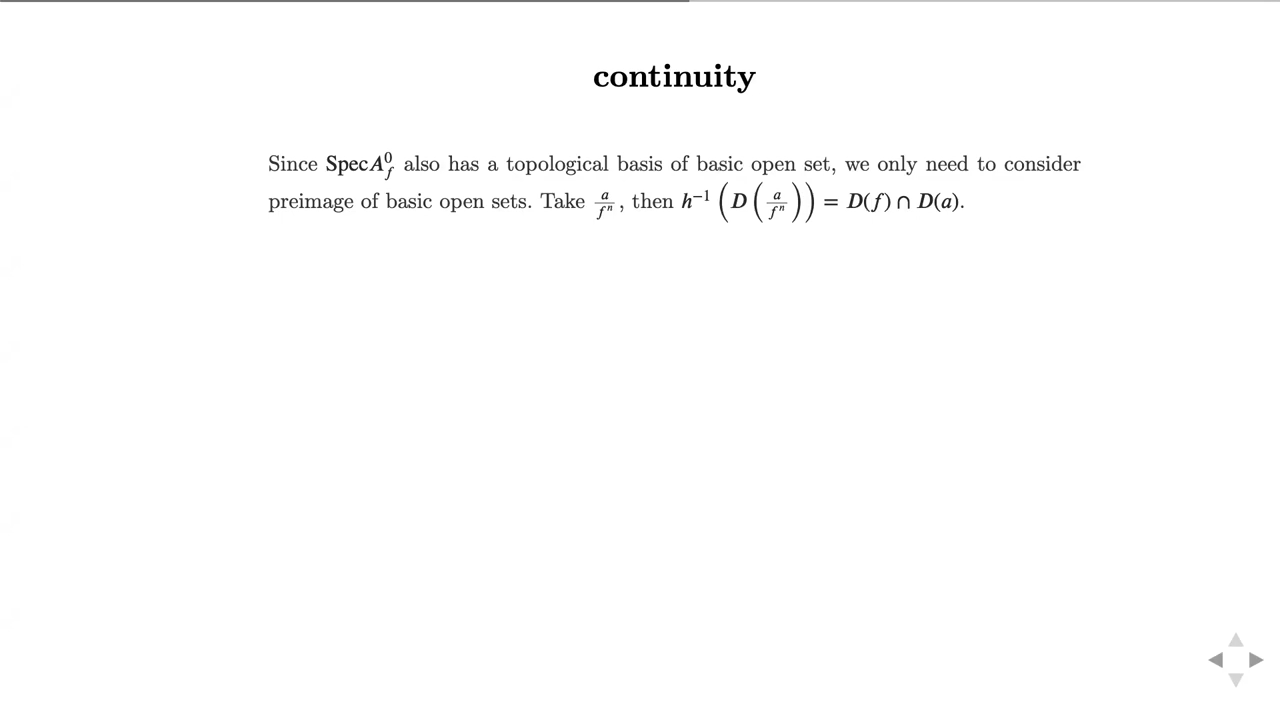 continuity
Since $\operatorname{Spec} A_f^0$ also has a topological basis of basic open set, we only need to consider
preimage of basic open sets. Take $\frac{a}{f^n}$, then $h^{-1}\left(D\left(\frac{a}{f^n}\right)\right) = D(f) \cap D(a)$.